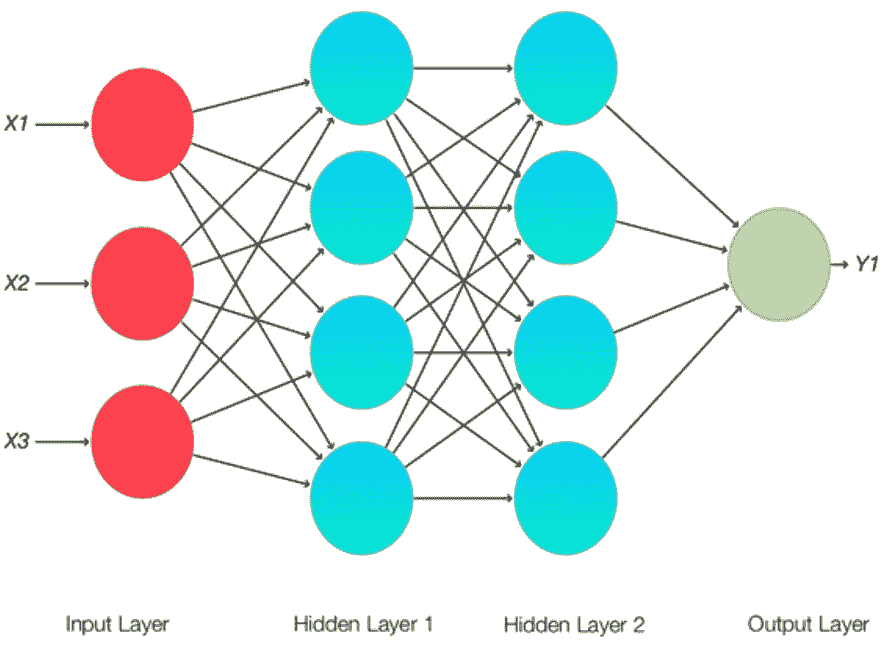 X1
X2
X3
Y1
Input Layer
Hidden Layer 1
Hidden Layer 2
Output Layer